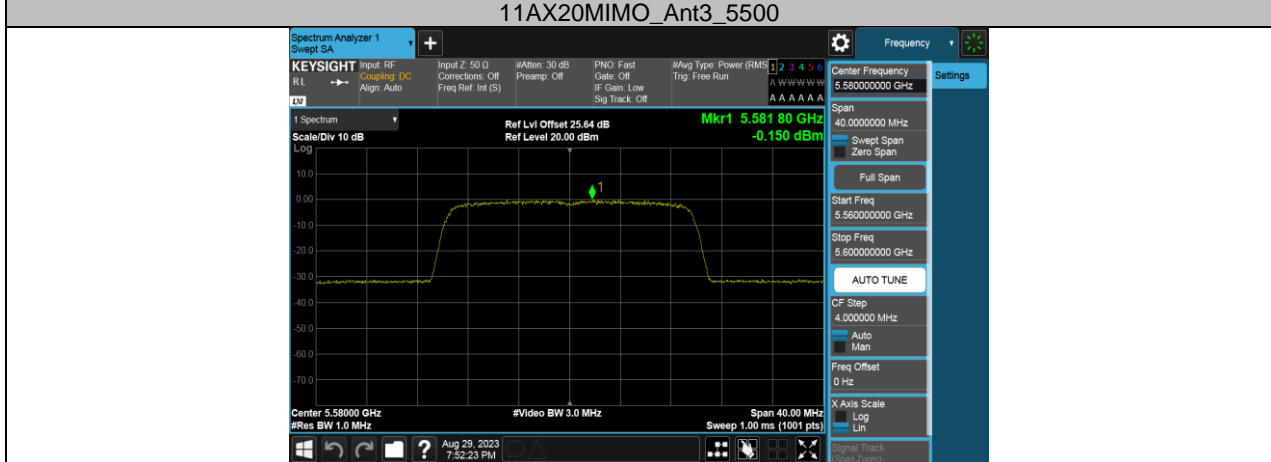 11AX20MIMO_Ant3_5500
Spectrum Analyzer 1
Swept SA
+
Frequency
KEYSIGHT
RL
LXI
Input: RF
Coupling: DC
Align: Auto
Input Z: 50 Ω
Corrections: Off
Freq Ref: Int (S)
#Atten: 30 dB
Preamp: Off
PNO: Fast
Gate: Off
IF Gain: Low
Sig Track: Off
#Avg Type: Power (RMS
Trig: Free Run
1 2 3 4 5 6
A W W W W W
A A A A A A
1 Spectrum
Scale/Div 10 dB
Ref Lvl Offset 25.64 dB
Ref Level 20.00 dBm
Mkr1 5.581 80 GHz
-0.150 dBm
Log
10.0
0.00
-10.0
-20.0
-30.0
-40.0
-50.0
-60.0
-70.0
1
Center 5.58000 GHz
#Res BW 1.0 MHz
#Video BW 3.0 MHz
Span 40.00 MHz
Sweep 1.00 ms (1001 pts)
Center Frequency
5.580000000 GHz
Settings
Span
40.0000000 MHz
Swept Span
Zero Span
Full Span
Start Freq
5.560000000 GHz
Stop Freq
5.600000000 GHz
AUTO TUNE
CF Step
4.000000 MHz
Auto
Man
Freq Offset
0 Hz
X Axis Scale
Log
Lin
Signal Track
(Span Zoom)
?
Aug 29, 2023
7:52:23 PM